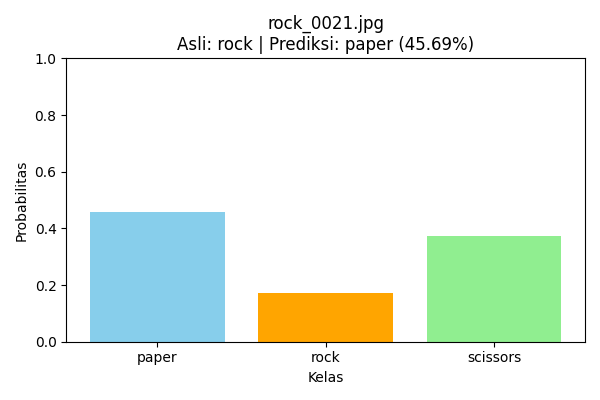 rock_0021.jpg
Asli: rock | Prediksi: paper (45.69%)
1.0
0.8
0.6
0.4
0.2
0.0
Probabilitas
paper rock scissors
Kelas